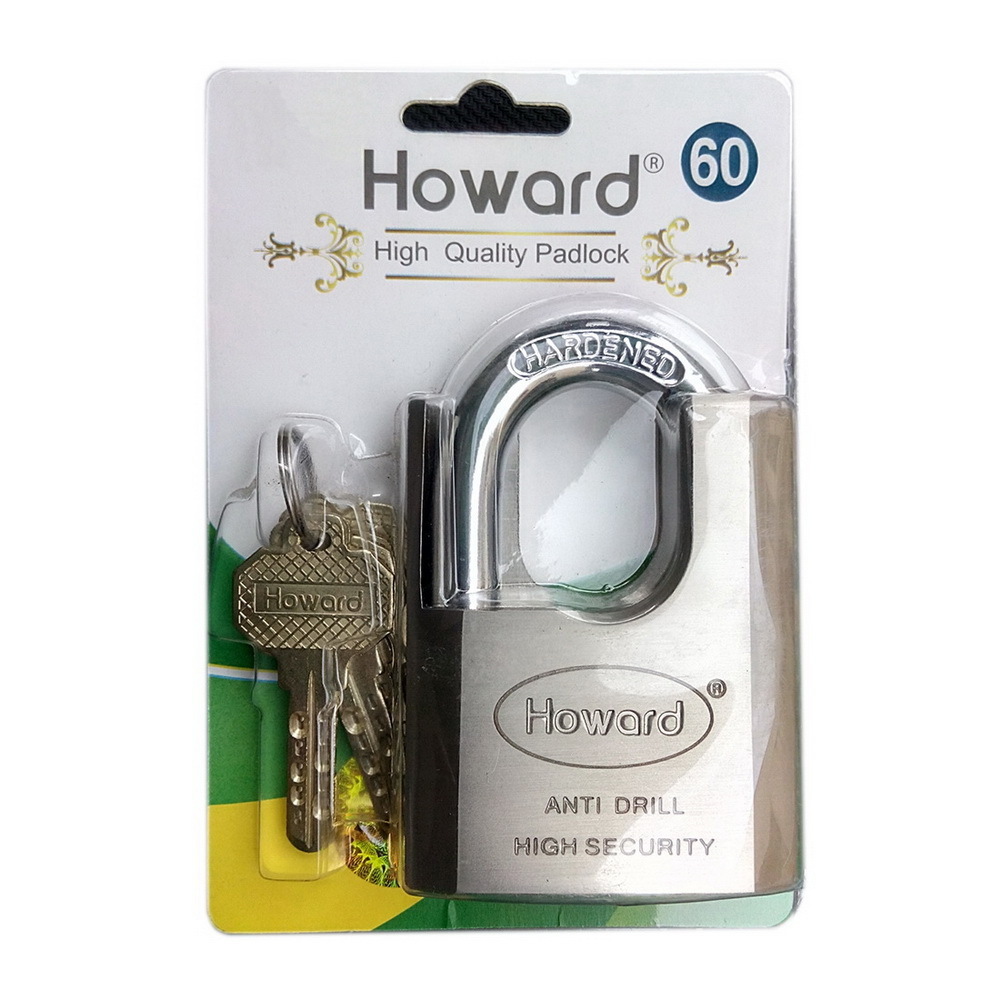 Howard®
60
High Quality Padlock
HARDENED
Howard
Howard ®
ANTI DRILL
HIGH SECURITY